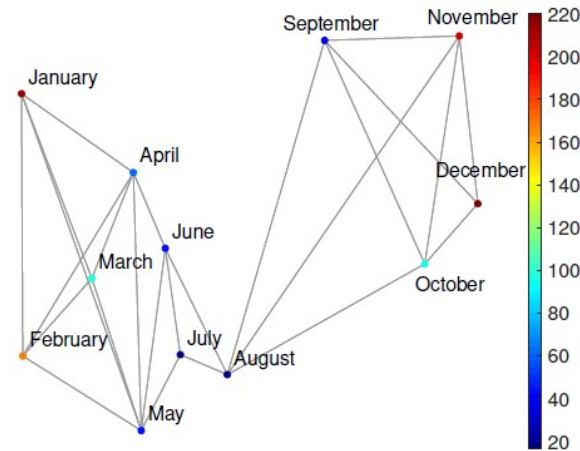 September
November
January
April
December
June
March
October
February
July
August
May
220
200
180
160
140
120
100
80
60
40
20